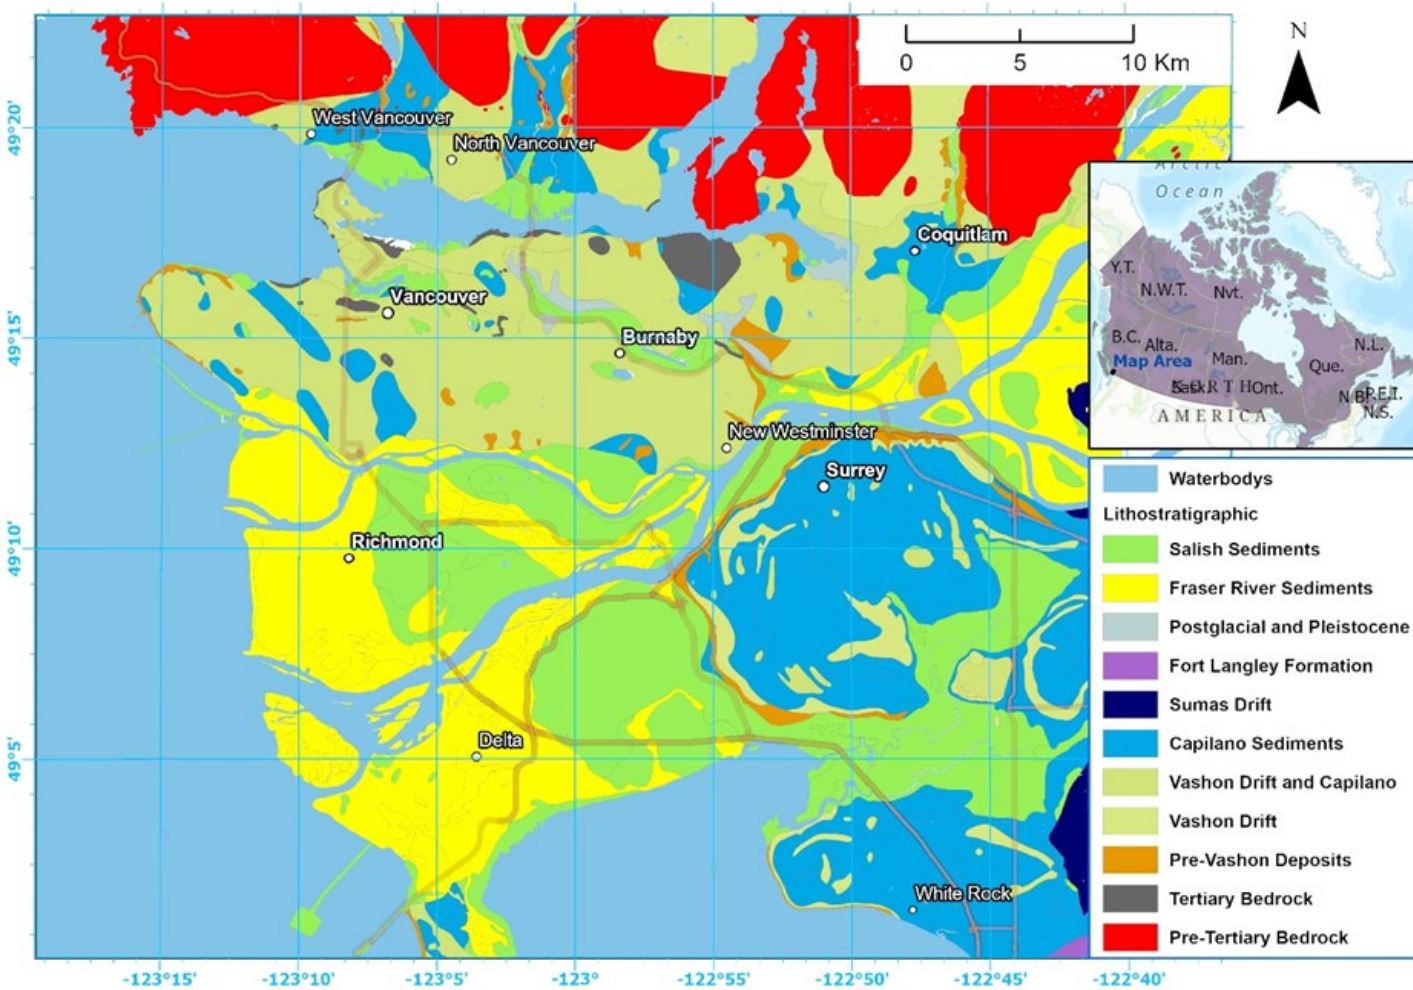 0 5 10 Km
N
49°20'
49°15'
49°10'
49°5'
West Vancouver
North Vancouver
Coquitlam
Vancouver
Burnaby
New Westminster
Surrey
Richmond
Delta
White Rock
-123°15' -123°10' -123°5' -123° -122°55' -122°50' -122°45' -122°40'
Arctic
Ocean
Y.T.
N.W.T.
Nvt.
B.C.
Alta.
Man.
Que.
N.L.
Map Area
Sask.
Ont.
NORTH
AMERICA
N.B.
P.E.I.
N.S.
Waterbodys
Lithostratigraphic
Salish Sediments
Fraser River Sediments
Postglacial and Pleistocene
Fort Langley Formation
Sumas Drift
Capilano Sediments
Vashon Drift and Capilano
Vashon Drift
Pre-Vashon Deposits
Tertiary Bedrock
Pre-Tertiary Bedrock